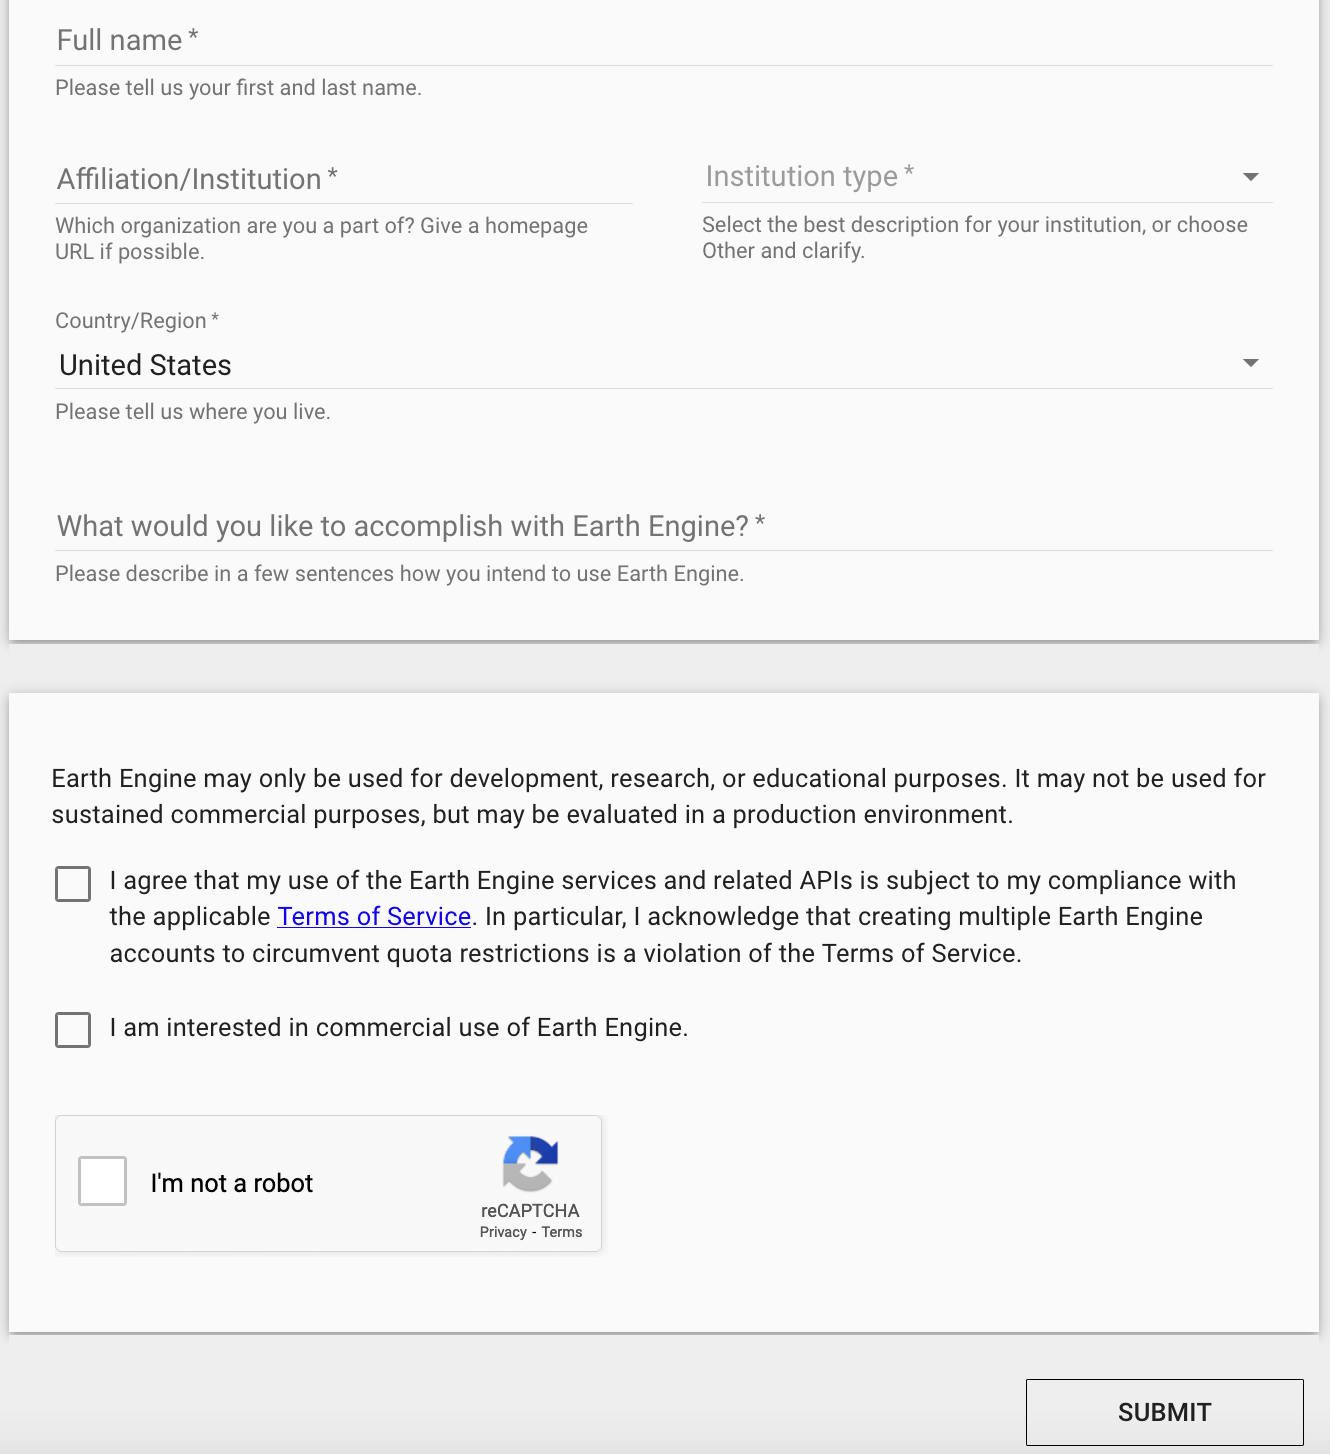 Full name *
Please tell us your first and last name.
Affiliation/Institution *
Which organization are you a part of? Give a homepage
URL if possible.
Institution type *
Select the best description for your institution, or choose
Other and clarify.
Country/Region *
United States
Please tell us where you live.
What would you like to accomplish with Earth Engine? *
Please describe in a few sentences how you intend to use Earth Engine.
Earth Engine may only be used for development, research, or educational purposes. It may not be used for
sustained commercial purposes, but may be evaluated in a production environment.
I agree that my use of the Earth Engine services and related APIs is subject to my compliance with
the applicable Terms of Service. In particular, I acknowledge that creating multiple Earth Engine
accounts to circumvent quota restrictions is a violation of the Terms of Service.
I am interested in commercial use of Earth Engine.
I'm not a robot
reCAPTCHA
Privacy - Terms
SUBMIT